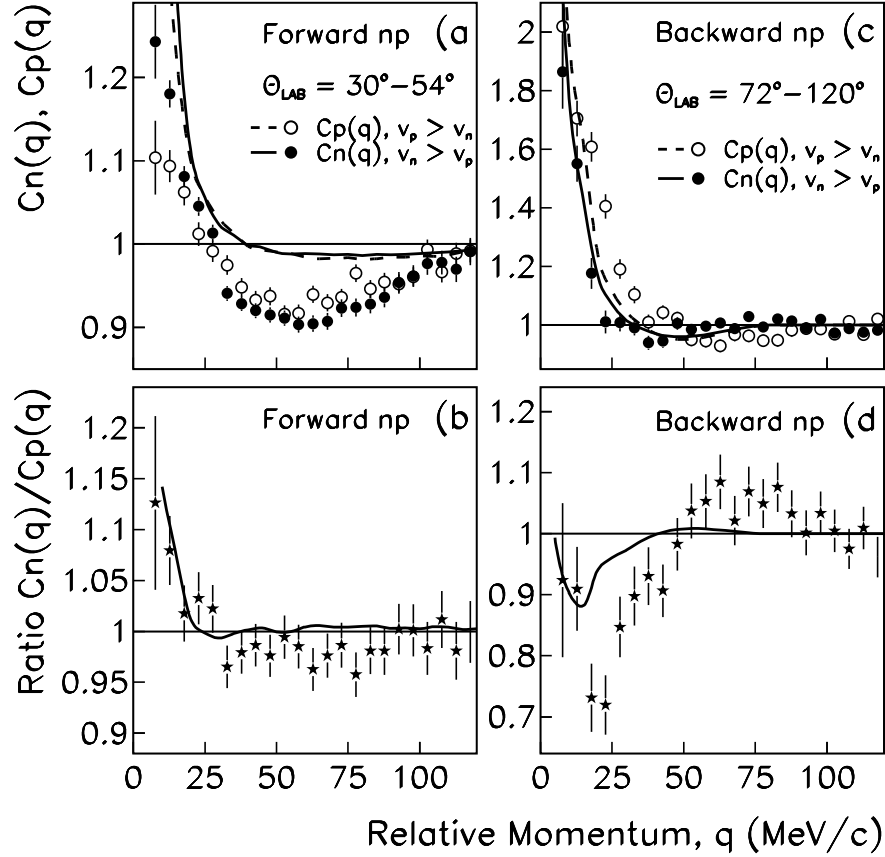 Cn(q), Cp(q)
1.2
1.1
1
0.9
Forward np (a
Θ_LAB = 30°−54°
Cp(q), v_p > v_n
Cn(q), v_n > v_p
2
1.8
1.6
1.4
1.2
1
Backward np (c
Θ_LAB = 72°−120°
Cp(q), v_p > v_n
Cn(q), v_n > v_p
Ratio Cn(q)/Cp(q)
1.2
1.15
1.1
1.05
1
0.95
0.9
Forward np (b
0 25 50 75 100
1.2
1.1
1
0.9
0.8
0.7
Backward np (d
0 25 50 75 100
Relative Momentum, q (MeV/c)